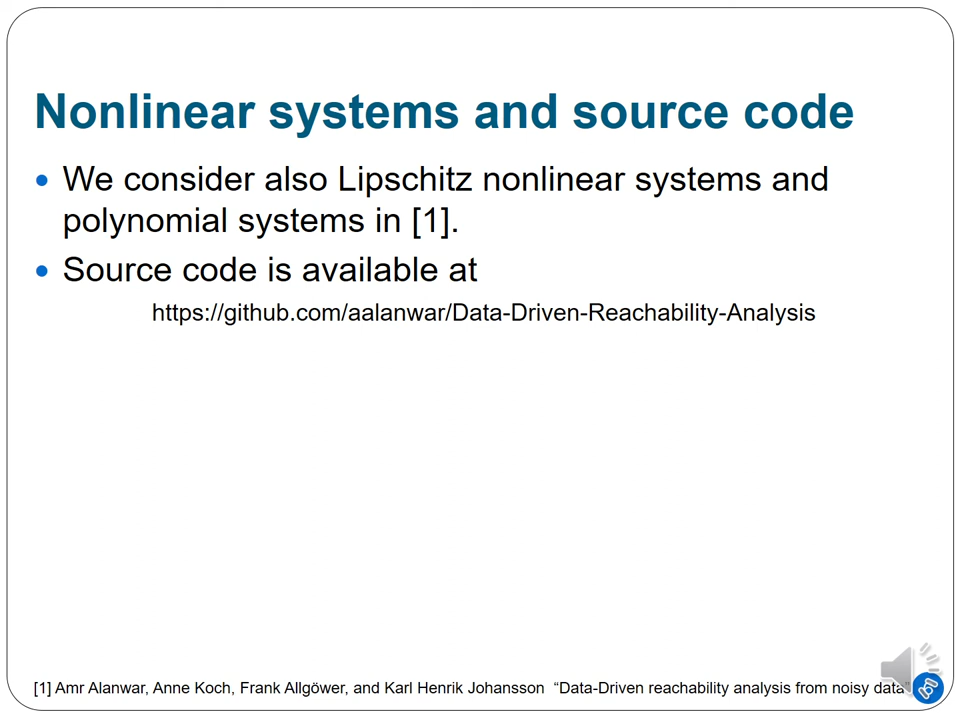 Nonlinear systems and source code
• We consider also Lipschitz nonlinear systems and
polynomial systems in [1].
• Source code is available at
https://github.com/aalanwar/Data-Driven-Reachability-Analysis
[1] Amr Alanwar, Anne Koch, Frank Allgöwer, and Karl Henrik Johansson “Data-Driven reachability analysis from noisy data”